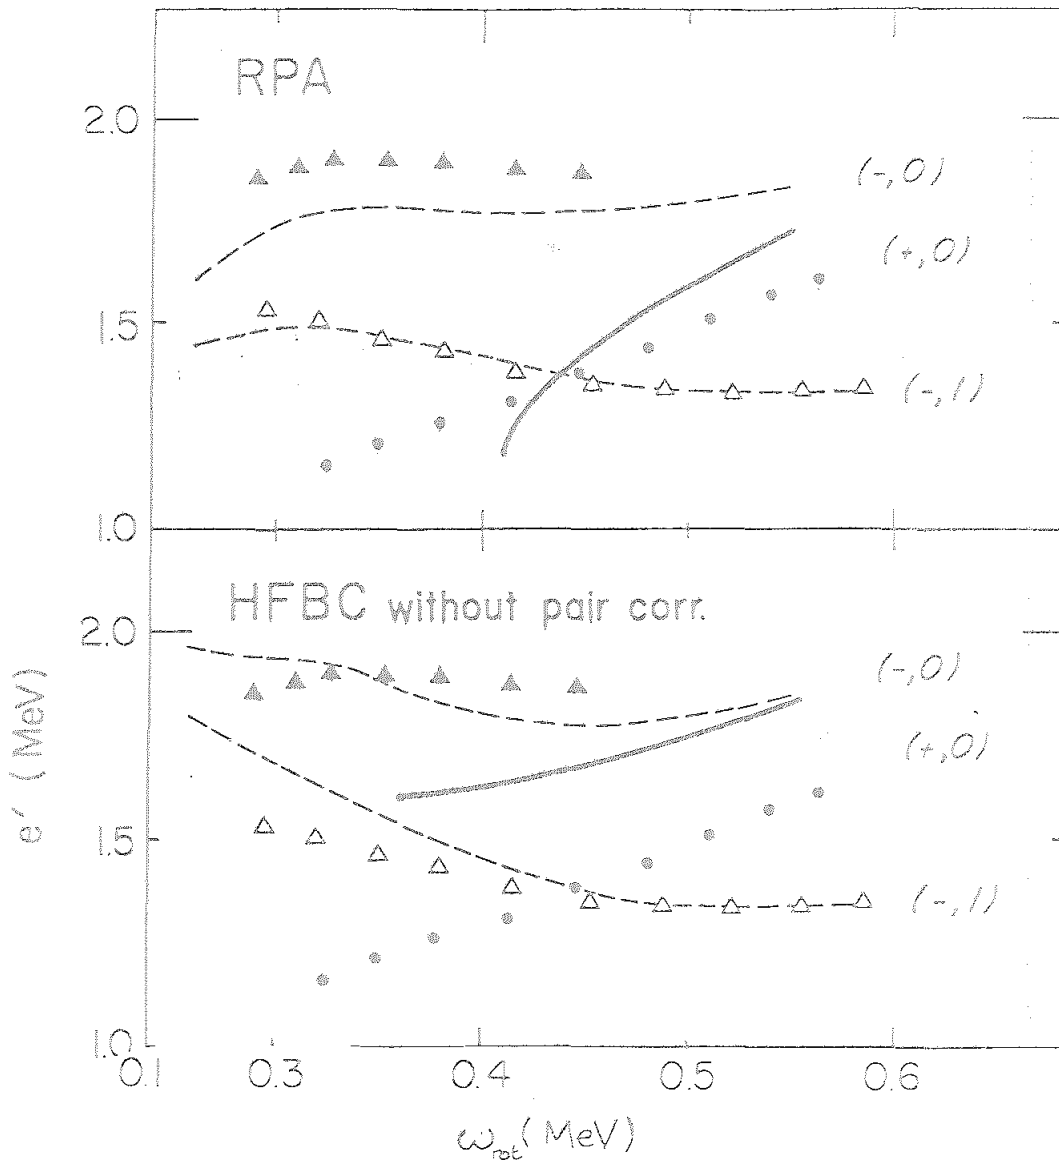 RPA
2.0
(-,0)
(+,0)
1.5
(-,1)
1.0
HFBC without pair corr.
2.0
(-,0)
(+,0)
1.5
(-,1)
1.0
e′ (MeV)
0.1 0.3 0.4 0.5 0.6
ω_rot (MeV)